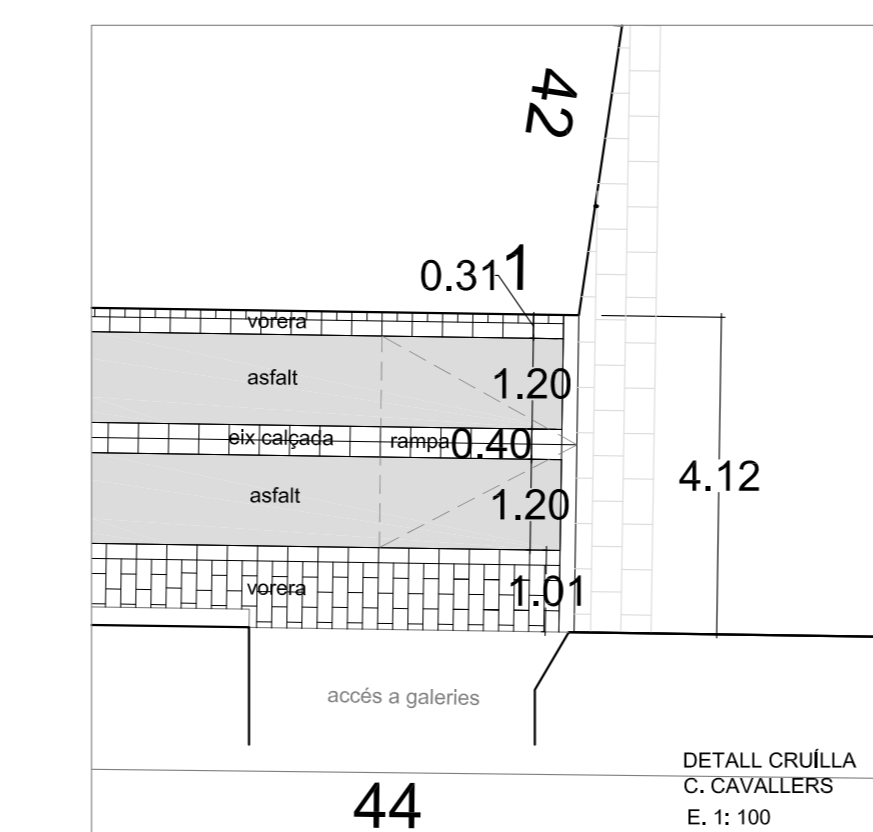 42
0.31
1
vorera
asfalt
1.20
eix calçada
rampa
0.40
4.12
asfalt
1.20
vorera
1.01
accés a galeries
44
DETALL CRUÍLLA
C. CAVALLERS
E. 1: 100